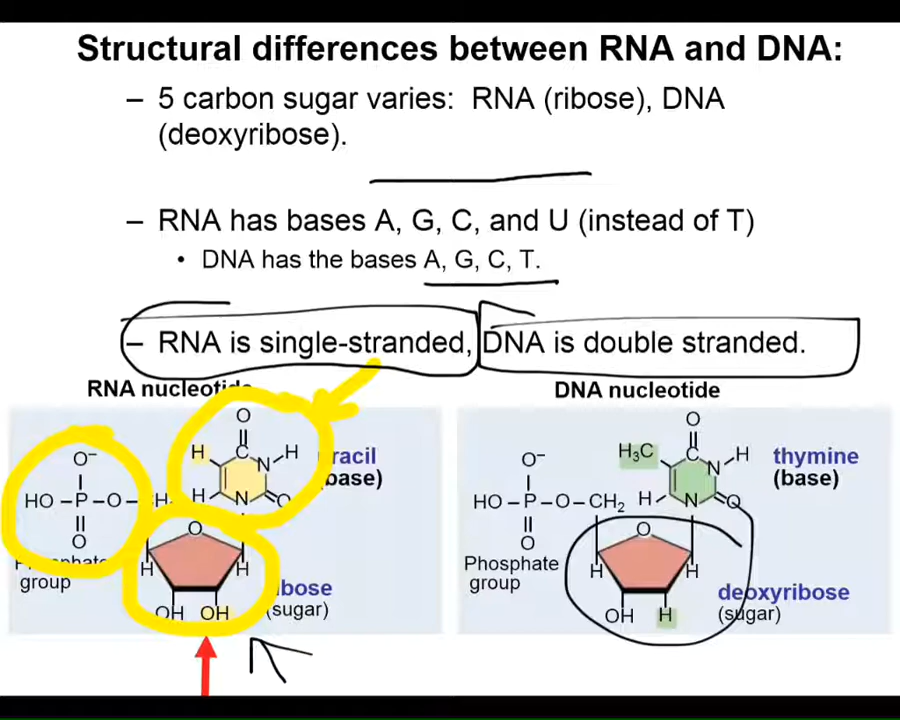 Structural differences between RNA and DNA:
– 5 carbon sugar varies: RNA (ribose), DNA
(deoxyribose).
– RNA has bases A, G, C, and U (instead of T)
• DNA has the bases A, G, C, T.
– RNA is single-stranded, DNA is double stranded.
RNA nucleotide
O
H C N H
O⁻
HO – P – O –
H N O
O
group
O
H H
OH OH
(base)
(sugar)
DNA nucleotide
O
H₃C C N H
thymine
(base)
O⁻
HO – P – O – CH₂ H N O
O
Phosphate
group
O
H H
OH H
deoxyribose
(sugar)